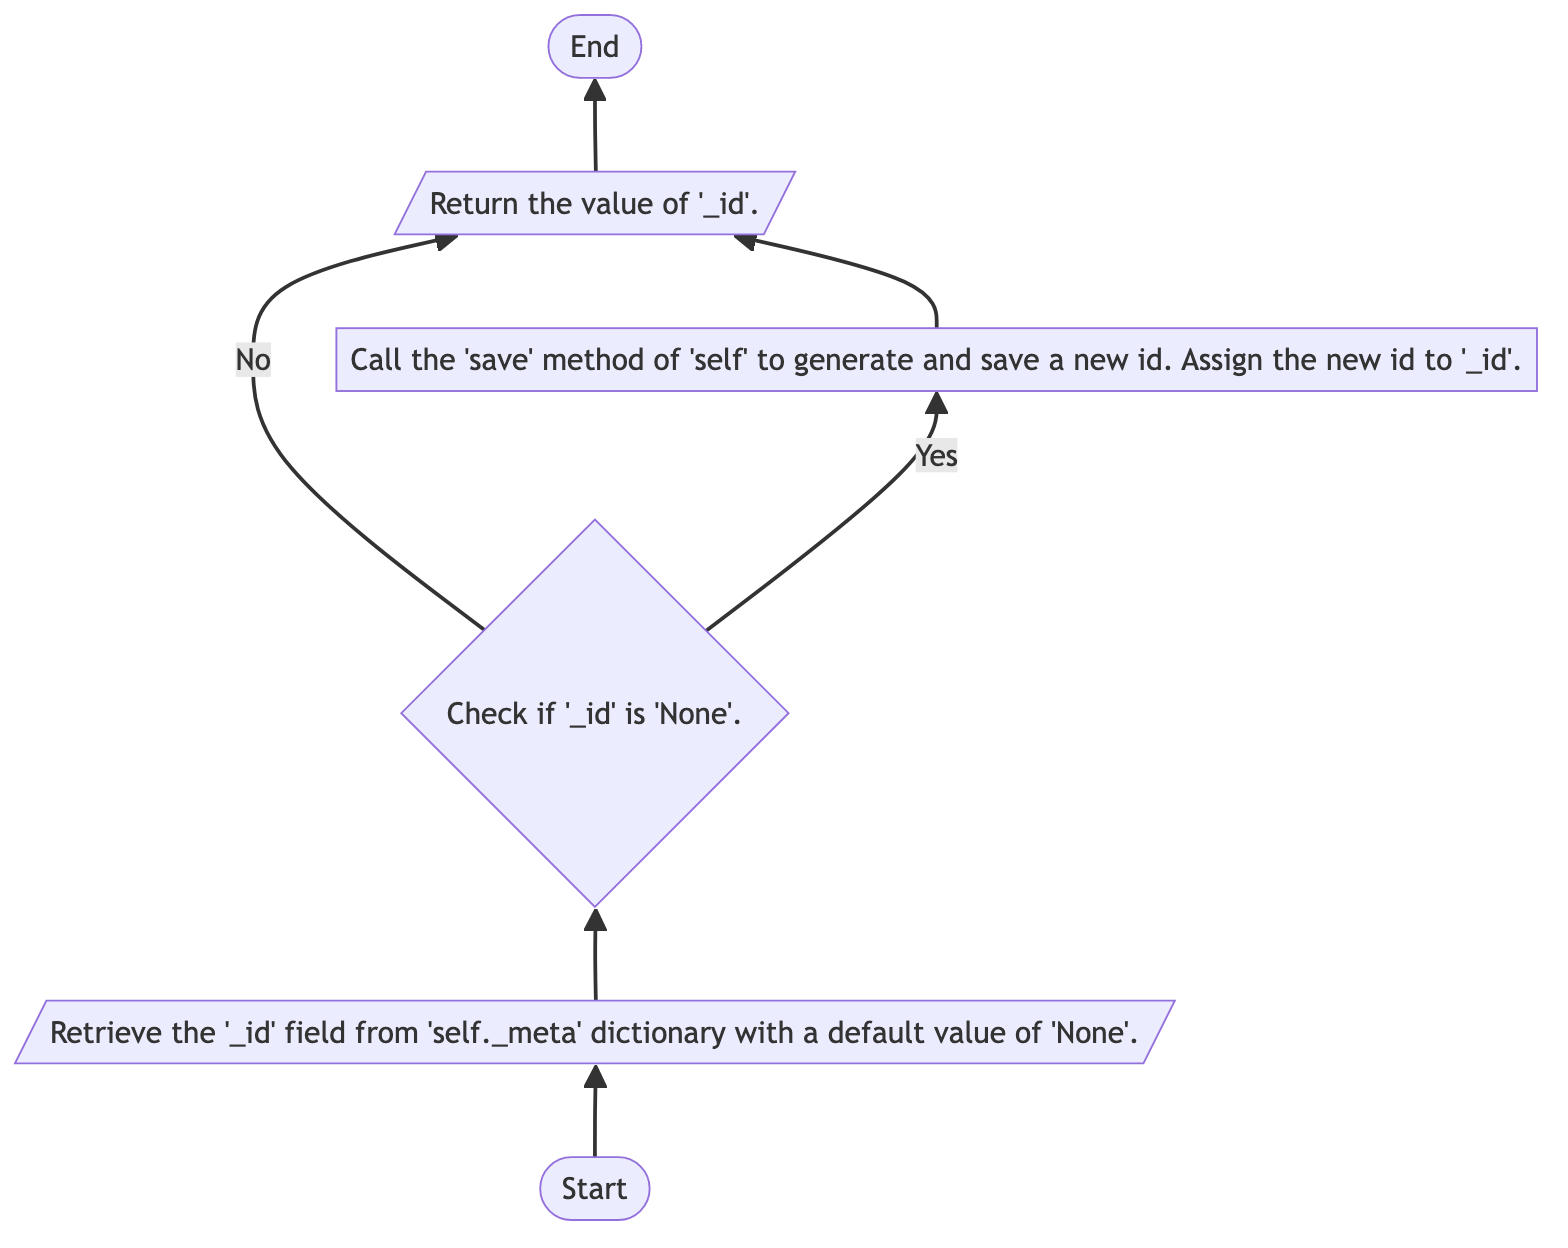 End
Return the value of '_id'.
No
Call the 'save' method of 'self' to generate and save a new id. Assign the new id to '_id'.
Yes
Check if '_id' is 'None'.
Retrieve the '_id' field from 'self._meta' dictionary with a default value of 'None'.
Start